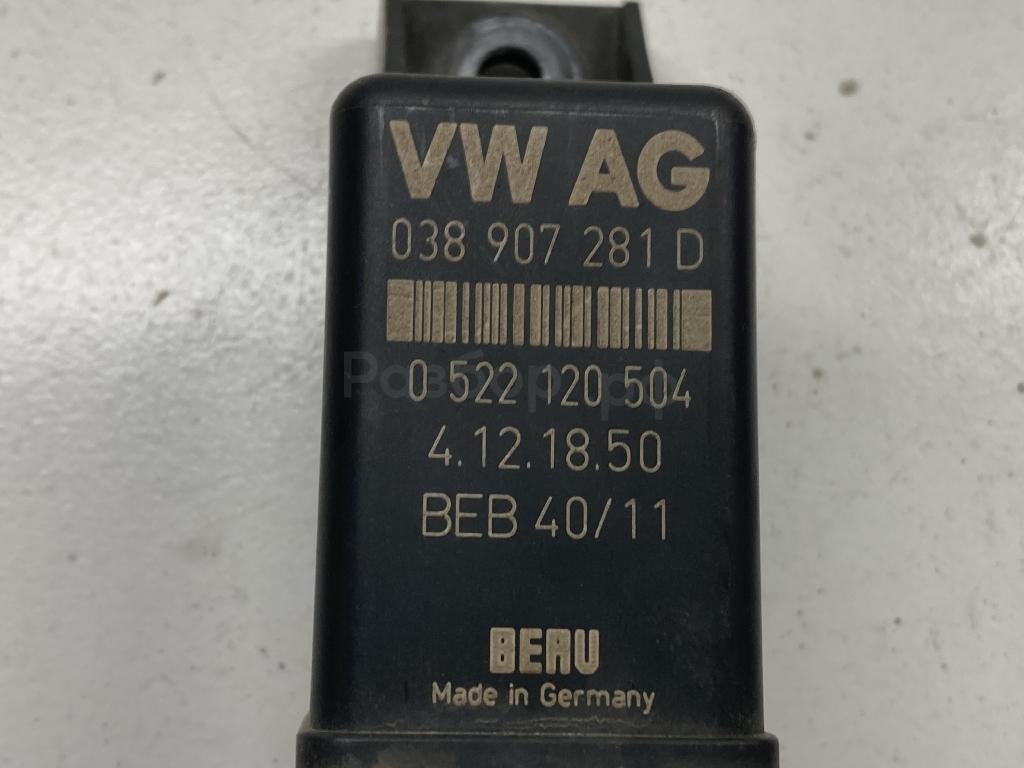 VW AG
038 907 281 D
0 522 120 504
4.12.18.50
BEB 40/11
BERU
Made in Germany